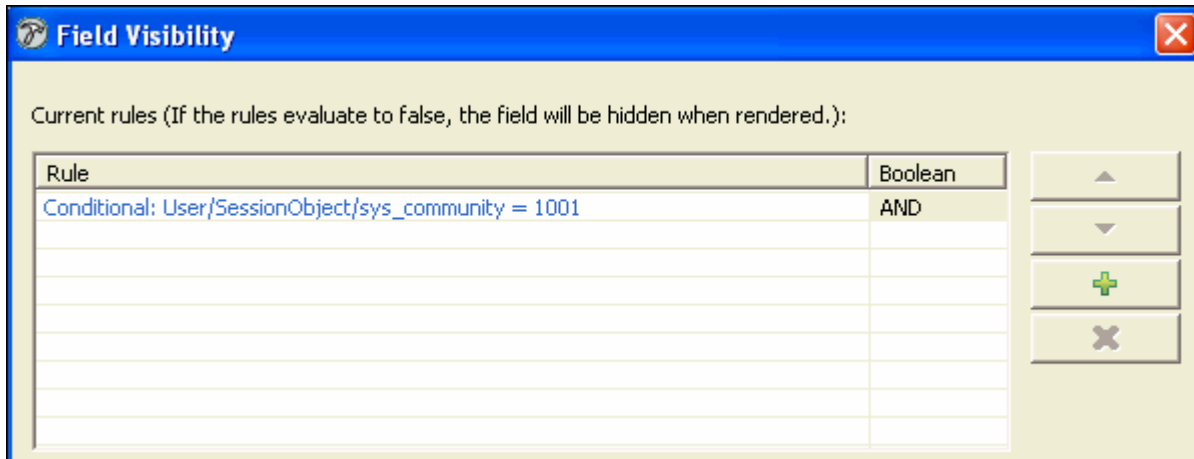 Field Visibility
Current rules (If the rules evaluate to false, the field will be hidden when rendered.):
Rule Boolean
Conditional: User/SessionObject/sys_community = 1001 AND